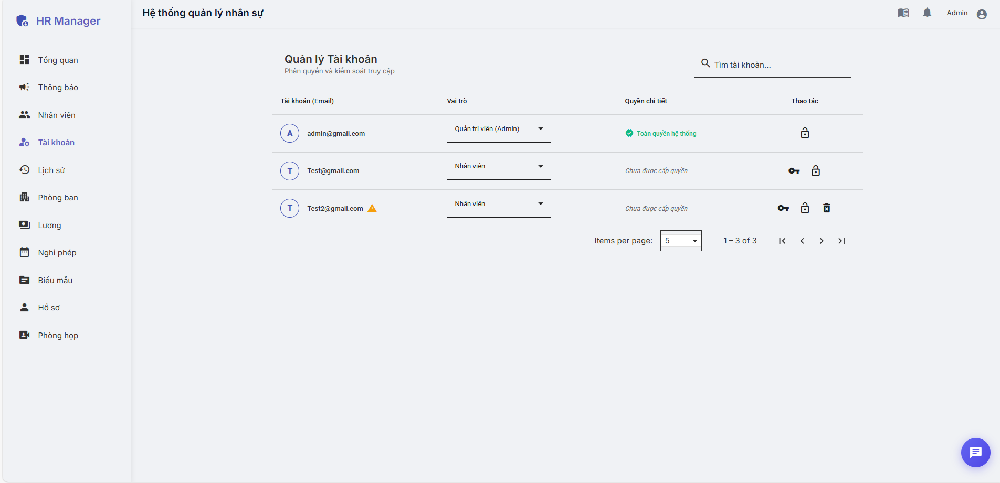 HR Manager
Hệ thống quản lý nhân sự
Admin
Tổng quan
Thông báo
Nhân viên
Tài khoản
Lịch sử
Phòng ban
Lương
Nghỉ phép
Biểu mẫu
Hồ sơ
Phòng họp
Quản lý Tài khoản
Phân quyền và kiểm soát truy cập
Tìm tài khoản...
Tài khoản (Email) Vai trò Quyền chi tiết Thao tác
A admin@gmail.com Quản trị viên (Admin) Toàn quyền hệ thống
T Test@gmail.com Nhân viên Chưa được cấp quyền
T Test2@gmail.com Nhân viên Chưa được cấp quyền
Items per page: 5 1 – 3 of 3